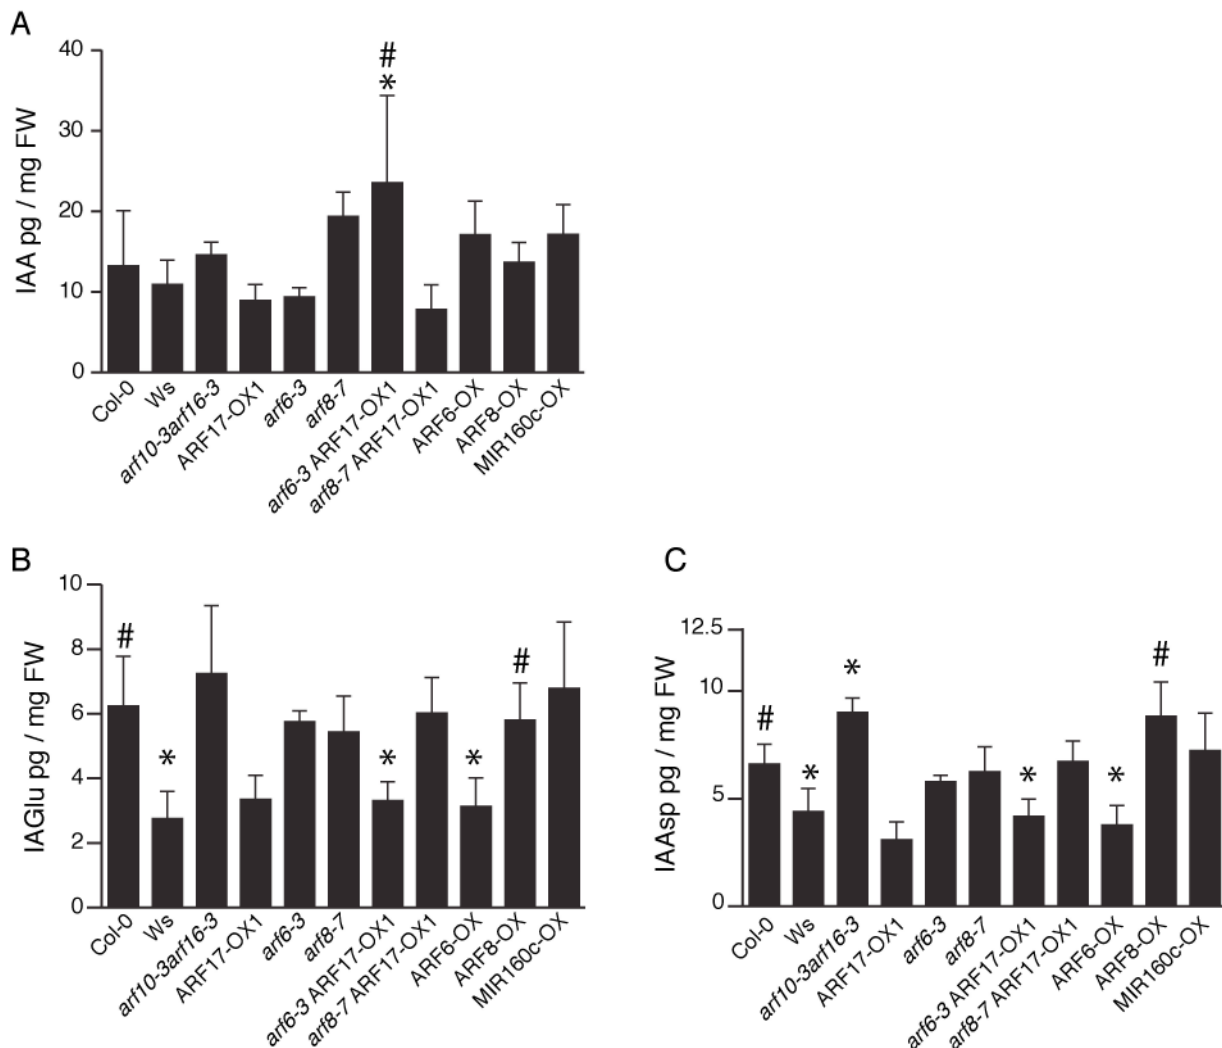 A
40
30
20
10
0
IAA pg / mg FW
#
*
Col-0
Ws
arf10-3arf16-3
ARF17-OX1
arf6-3
arf8-7
arf6-3 ARF17-OX1
arf8-7 ARF17-OX1
ARF6-OX
ARF8-OX
MIR160c-OX
B
10
8
6
4
2
0
IAGlu pg / mg FW
#
*
*
*
#
Col-0
Ws
arf10-3arf16-3
ARF17-OX1
arf6-3
arf8-7
arf6-3 ARF17-OX1
arf8-7 ARF17-OX1
ARF6-OX
ARF8-OX
MIR160c-OX
C
12.5
10
5
0
IAAsp pg / mg FW
#
*
*
*
*
#
Col-0
Ws
arf10-3arf16-3
ARF17-OX1
arf6-3
arf8-7
arf6-3 ARF17-OX1
arf8-7 ARF17-OX1
ARF6-OX
ARF8-OX
MIR160c-OX